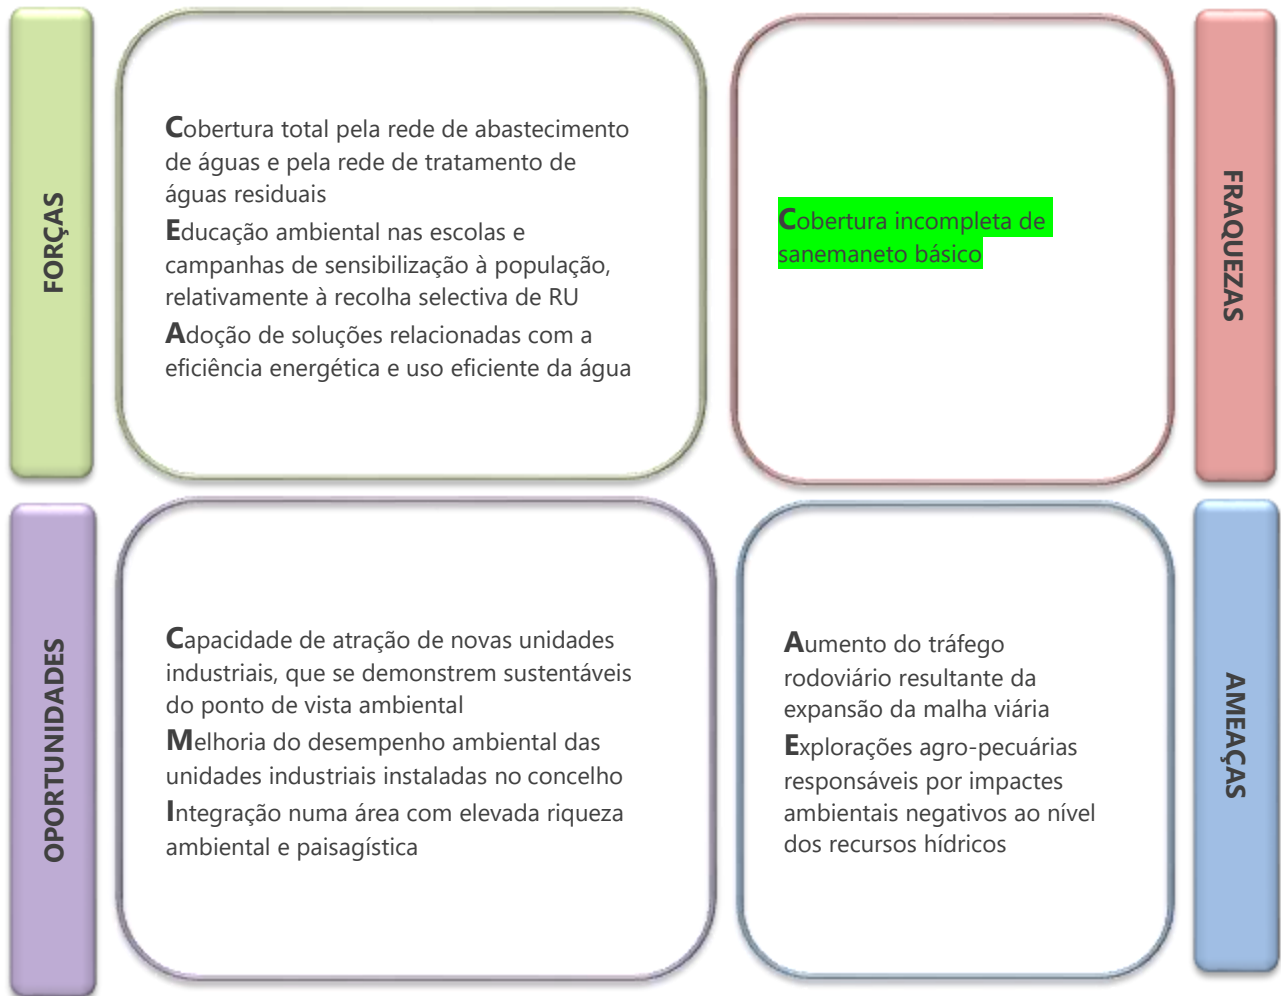 FORÇAS
Cobertura total pela rede de abastecimento
de águas e pela rede de tratamento de
águas residuais
Educação ambiental nas escolas e
campanhas de sensibilização à população,
relativamente à recolha selectiva de RU
Adoção de soluções relacionadas com a
eficiência energética e uso eficiente da água
Cobertura incompleta de
sanemaneto básico
FRAQUEZAS
OPORTUNIDADES
Capacidade de atração de novas unidades
industriais, que se demonstrem sustentáveis
do ponto de vista ambiental
Melhoria do desempenho ambiental das
unidades industriais instaladas no concelho
Integração numa área com elevada riqueza
ambiental e paisagística
Aumento do tráfego
rodoviário resultante da
expansão da malha viária
Explorações agro-pecuárias
responsáveis por impactes
ambientais negativos ao nível
dos recursos hídricos
AMEAÇAS